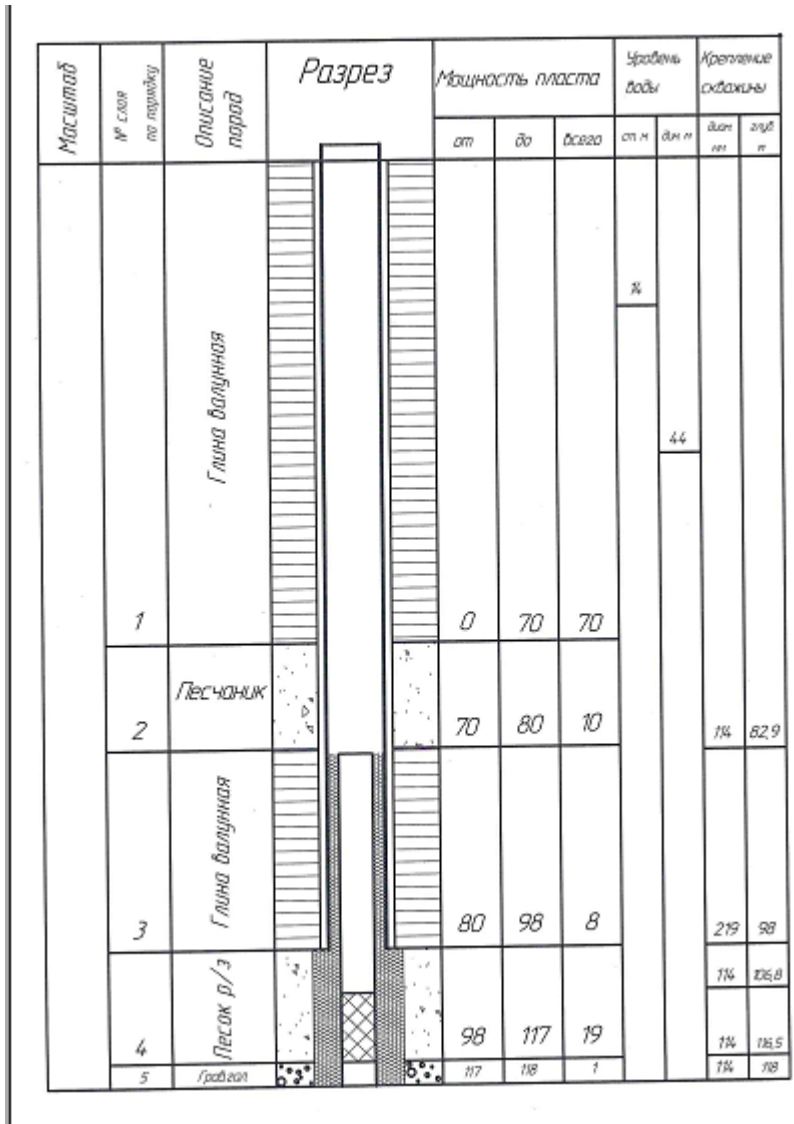 Масштаб
№ слоя
по порядку
Описание
пород
Разрез
Мощность пласта
Уровень
воды
Крепление
скважины
от
до
всего
ст. м
дин. м
диам
мм
глуб
м
14
44
Глина валунная
1
0
70
70
Песчаник
2
70
80
10
114
82,9
Глина валунная
3
80
98
8
219
98
114
106,8
Песок р/з
4
98
117
19
114
116,5
5
Гравгал
117
118
1
114
118